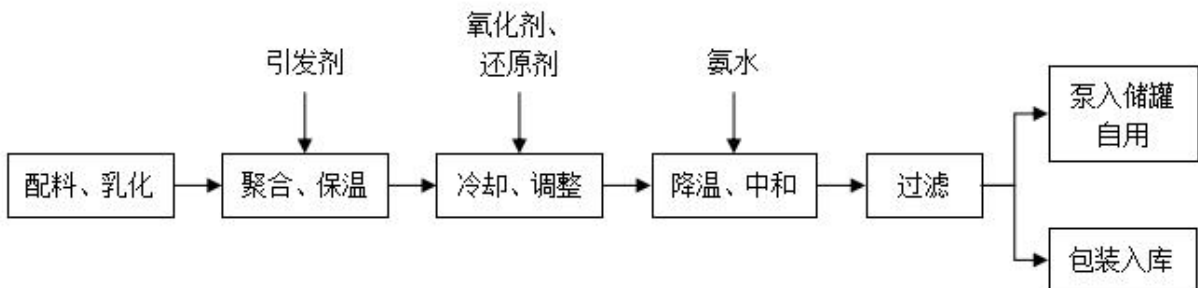 氧化剂、
还原剂
引发剂
氨水
泵入储罐
自用
配料、乳化
聚合、保温
冷却、调整
降温、中和
过滤
包装入库